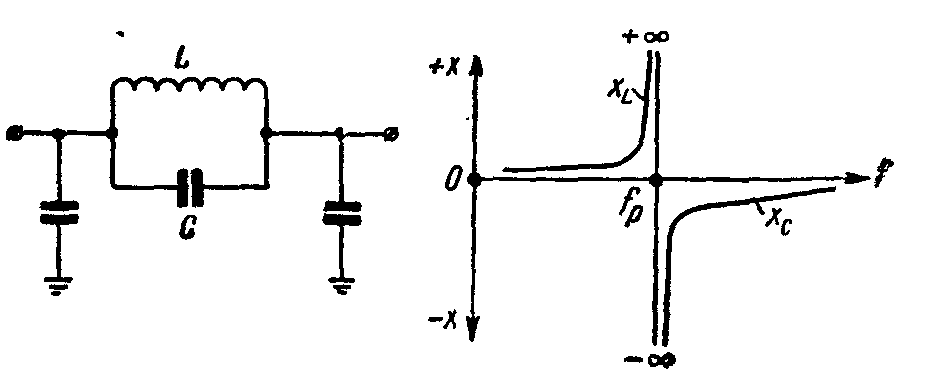 L
C
+∞
+X
X_L
0
f_p
f
X_C
-X
-∞